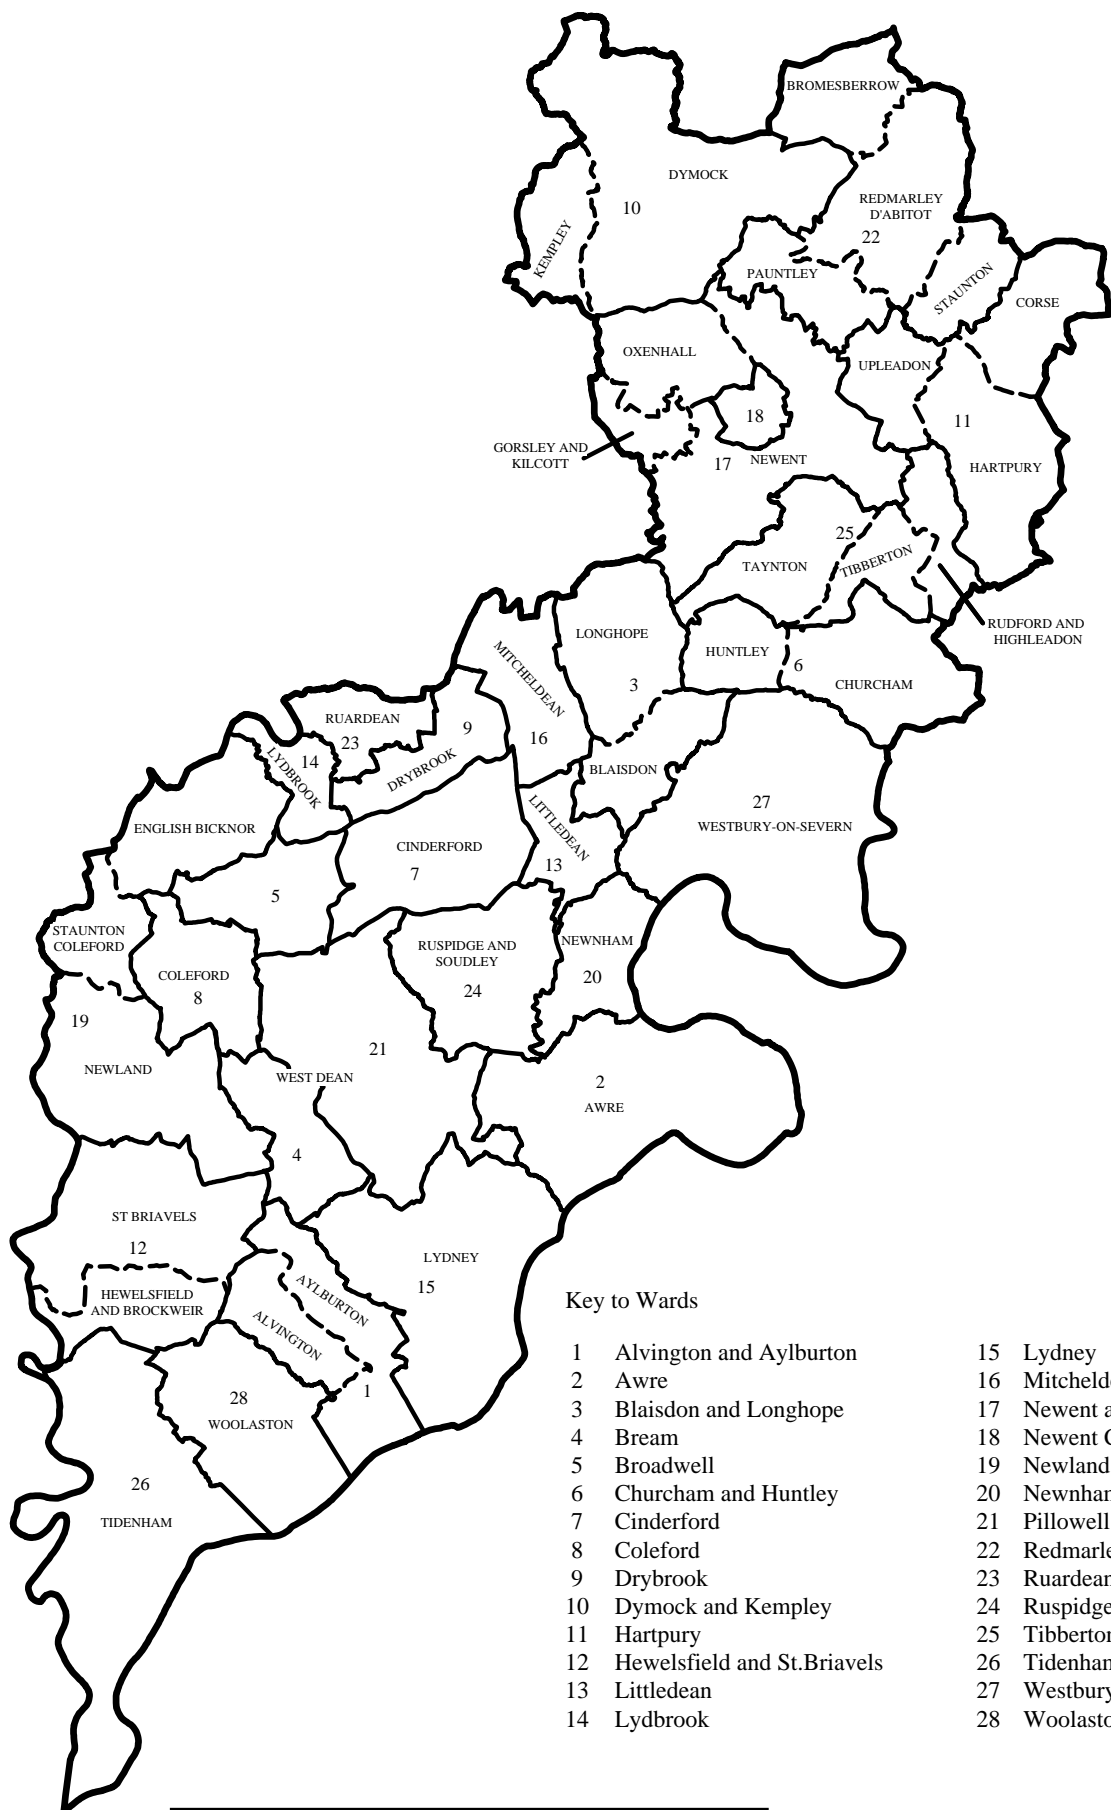 BROMESBERROW
DYMOCK
10
REDMARLEY
D'ABITOT
22
KEMPLEY
PAUNTLEY
STAUNTON
CORSE
OXENHALL
UPLEADON
18
11
GORSLEY AND
KILCOTT
17
NEWENT
HARTPURY
25
TAYNTON
TIBBERTON
RUDFORD AND
HIGHLEADON
LONGHOPE
HUNTLEY
6
CHURCHAM
MITCHELDEAN
3
RUARDEAN
23
9
16
14
LYDBROOK
DRYBROOK
BLAISDON
LITTLEDEAN
27
WESTBURY-ON-SEVERN
ENGLISH BICKNOR
CINDERFORD
7
13
5
STAUNTON
COLEFORD
RUSPIDGE AND
SOUDLEY
24
NEWNHAM
20
COLEFORD
8
19
NEWLAND
21
WEST DEAN
2
AWRE
4
ST BRIAVELS
12
LYDNEY
15
HEWELSFIELD
AND BROCKWEIR
AYLBURTON
ALVINGTON
1
28
WOOLASTON
26
TIDENHAM
Key to Wards
1 Alvington and Aylburton
2 Awre
3 Blaisdon and Longhope
4 Bream
5 Broadwell
6 Churcham and Huntley
7 Cinderford
8 Coleford
9 Drybrook
10 Dymock and Kempley
11 Hartpury
12 Hewelsfield and St.Briavels
13 Littledean
14 Lydbrook
15 Lydney
16
17 Newent
18 Newent
19 Newland
20
21 Pillowell
22
23 Ruardean
24 Ruspidge
25
26
27
28